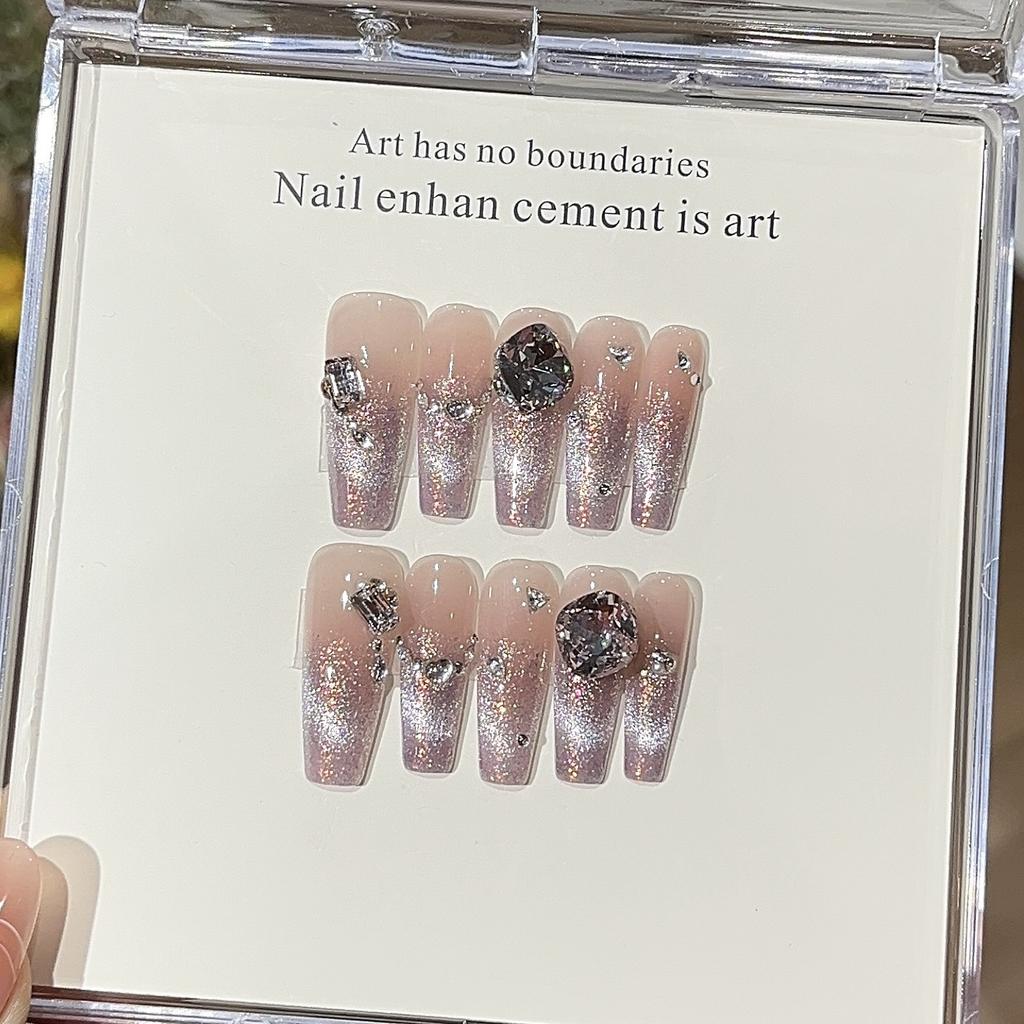 Art has no boundaries
Nail enhan cement is art